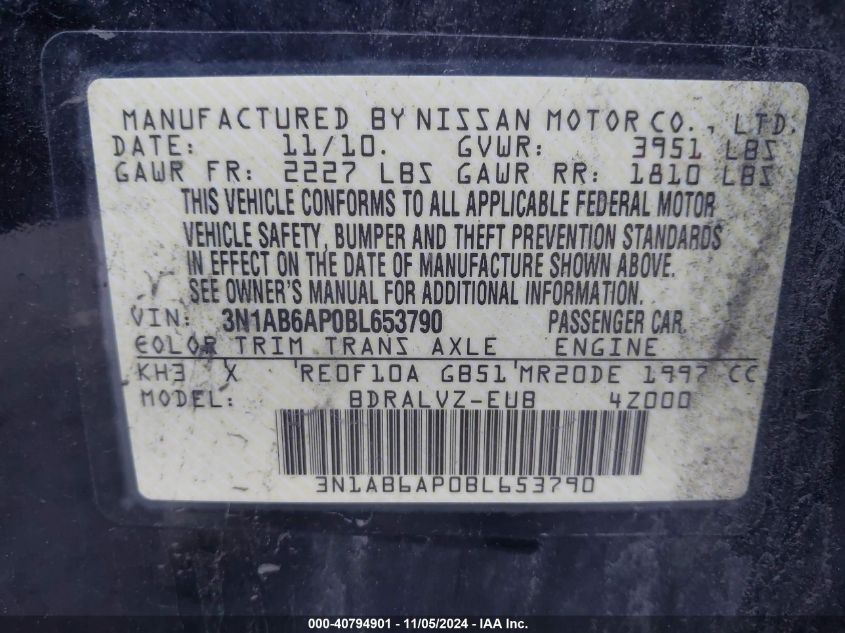 MANUFACTURED BY NISSAN MOTOR CO., LTD.
DATE: 11/10. GVWR: 3951 LBS
GAWR FR: 2227 LBS GAWR RR: 1810 LBS
THIS VEHICLE CONFORMS TO ALL APPLICABLE FEDERAL MOTOR
VEHICLE SAFETY, BUMPER AND THEFT PREVENTION STANDARDS
IN EFFECT ON THE DATE OF MANUFACTURE SHOWN ABOVE.
SEE OWNER'S MANUAL FOR ADDITIONAL INFORMATION.
VIN: 3N1AB6AP0BL653790 PASSENGER CAR.
COLOR TRIM TRANS AXLE ENGINE
KH3 X RE0F10A GB51 MR20DE 1997 CC
MODEL: BDRALVZ-EUB 4Z000
3N1AB6AP0BL653790
000-40794901 - 11/05/2024 - IAA Inc.